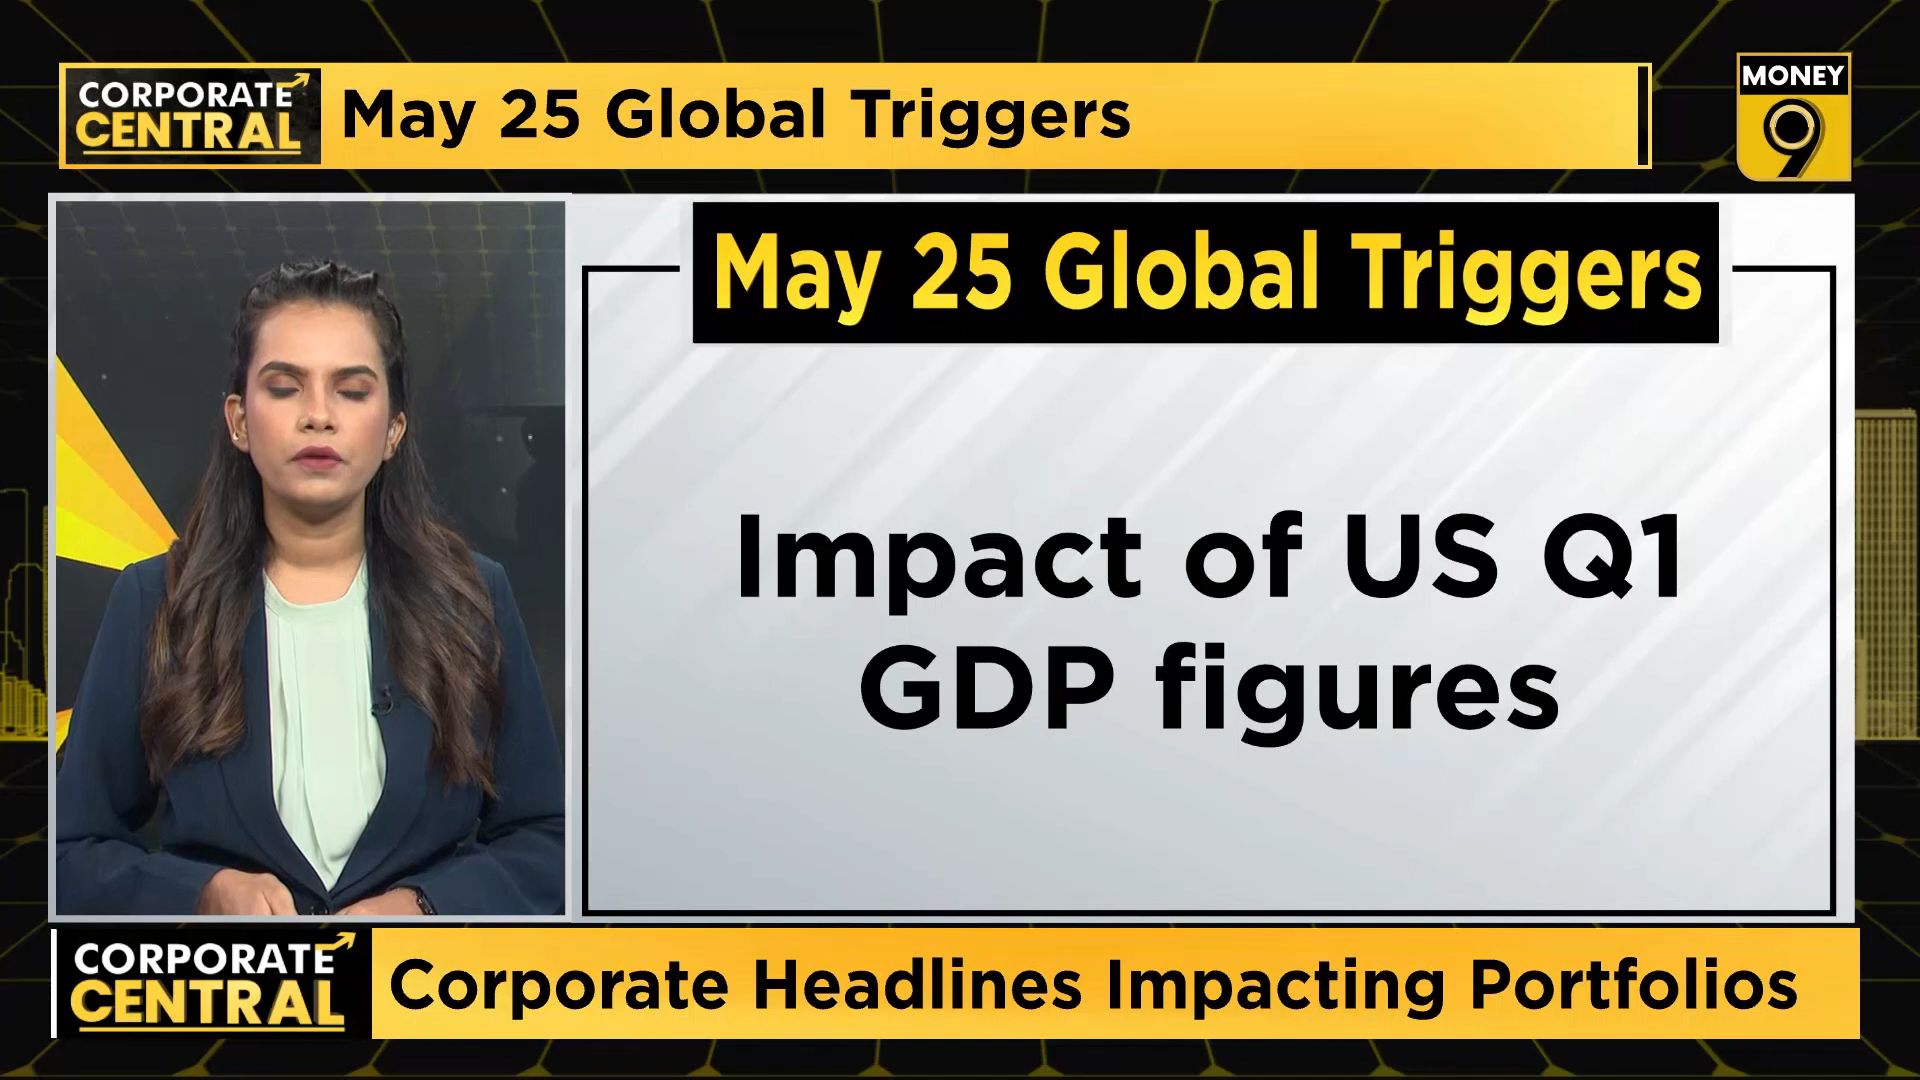 CORPORATE
CENTRAL
May 25 Global Triggers
MONEY
9
May 25 Global Triggers
Impact of US Q1
GDP figures
CORPORATE
CENTRAL
Corporate Headlines Impacting Portfolios